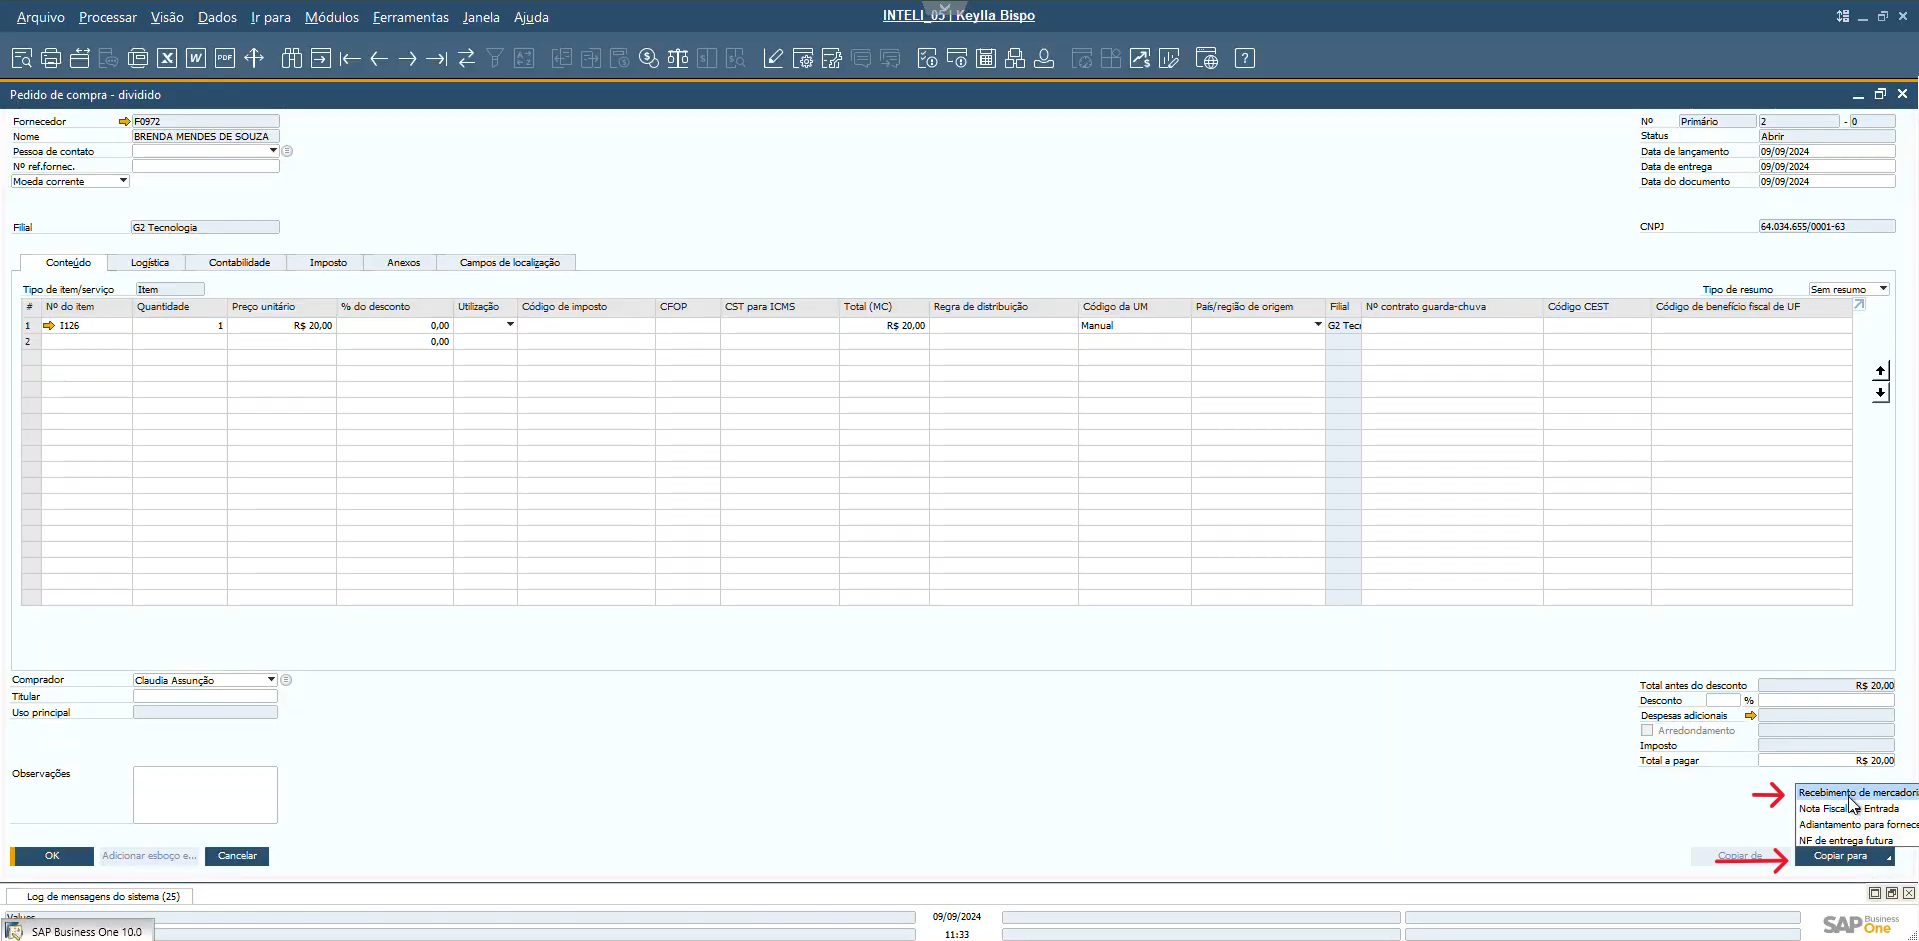 Arquivo Processar Visão Dados Ir para Módulos Ferramentas Janela Ajuda
INTELI_05 | Keylla Bispo
Pedido de compra - dividido
Fornecedor F0972
Nome BRENDA MENDES DE SOUZA
Pessoa de contato
Nº ref.fornec.
Moeda corrente
Filial G2 Tecnologia
Nº Primário 2 - 0
Status Abrir
Data de lançamento 09/09/2024
Data de entrega 09/09/2024
Data do documento 09/09/2024
CNPJ 64.034.655/0001-63
Conteúdo Logística Contabilidade Imposto Anexos Campos de localização
Tipo de item/serviço Item
Tipo de resumo Sem resumo
# Nº do item Quantidade Preço unitário % do desconto Utilização Código de imposto CFOP CST para ICMS Total (MC) Regra de distribuição Código da UM País/região de origem Filial Nº contrato guarda-chuva Código CEST Código de benefício fiscal de UF
1 I126 1 R$ 20,00 0,00 R$ 20,00 Manual G2 Tecn
2 0,00
Comprador Claudia Assunção
Titular
Uso principal
Observações
Total antes do desconto R$ 20,00
Desconto %
Despesas adicionais
Arredondamento
Imposto
Total a pagar R$ 20,00
Recebimento de mercadori
Nota Fiscal Entrada
Adiantamento para fornece
NF de entrega futura
OK Adicionar esboço e... Cancelar
Copiar de Copiar para
Log de mensagens do sistema (25)
Values
09/09/2024
11:33
SAP Business One 10.0
SAP Business One